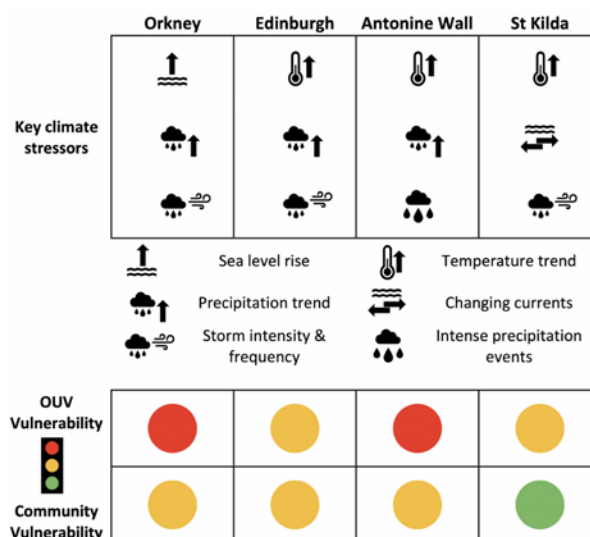 Orkney Edinburgh Antonine Wall St Kilda
Key climate
stressors
Sea level rise
Temperature trend
Precipitation trend
Changing currents
Storm intensity &
frequency
Intense precipitation
events
OUV
Vulnerability
Community
Vulnerability